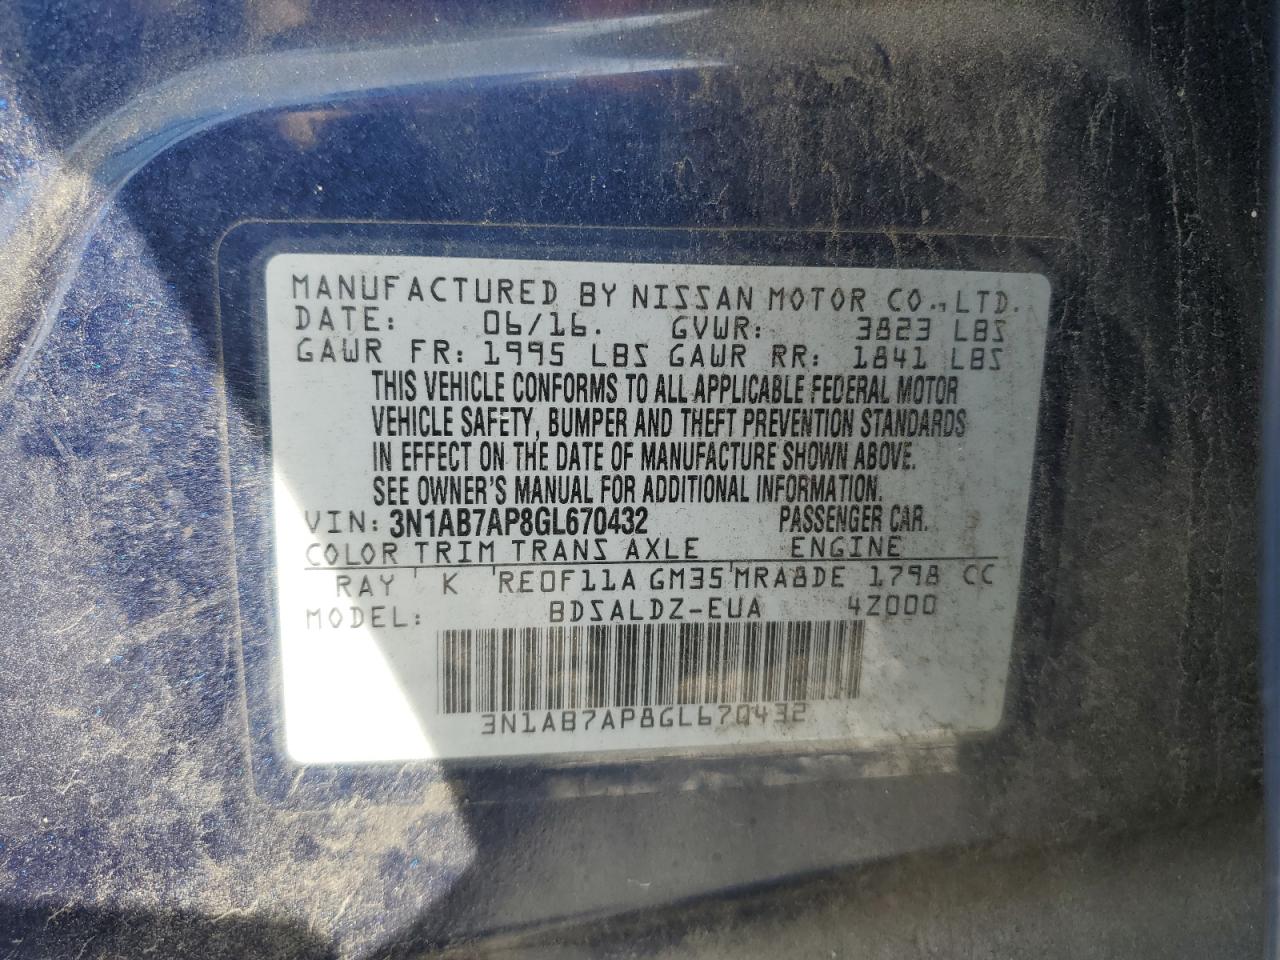 MANUFACTURED BY NISSAN MOTOR CO., LTD.
DATE: 06/16. GVWR: 3823 LBS
GAWR FR: 1995 LBS GAWR RR: 1841 LBS
THIS VEHICLE CONFORMS TO ALL APPLICABLE FEDERAL MOTOR
VEHICLE SAFETY, BUMPER AND THEFT PREVENTION STANDARDS
IN EFFECT ON THE DATE OF MANUFACTURE SHOWN ABOVE.
SEE OWNER'S MANUAL FOR ADDITIONAL INFORMATION.
VIN: 3N1AB7AP8GL670432 PASSENGER CAR.
COLOR TRIM TRANS AXLE ENGINE
RAY ' K ' RE0F11A GM35 ' MRA8DE 1798 CC
MODEL: BDSALDZ-EUA 4Z000
3N1AB7AP8GL670432